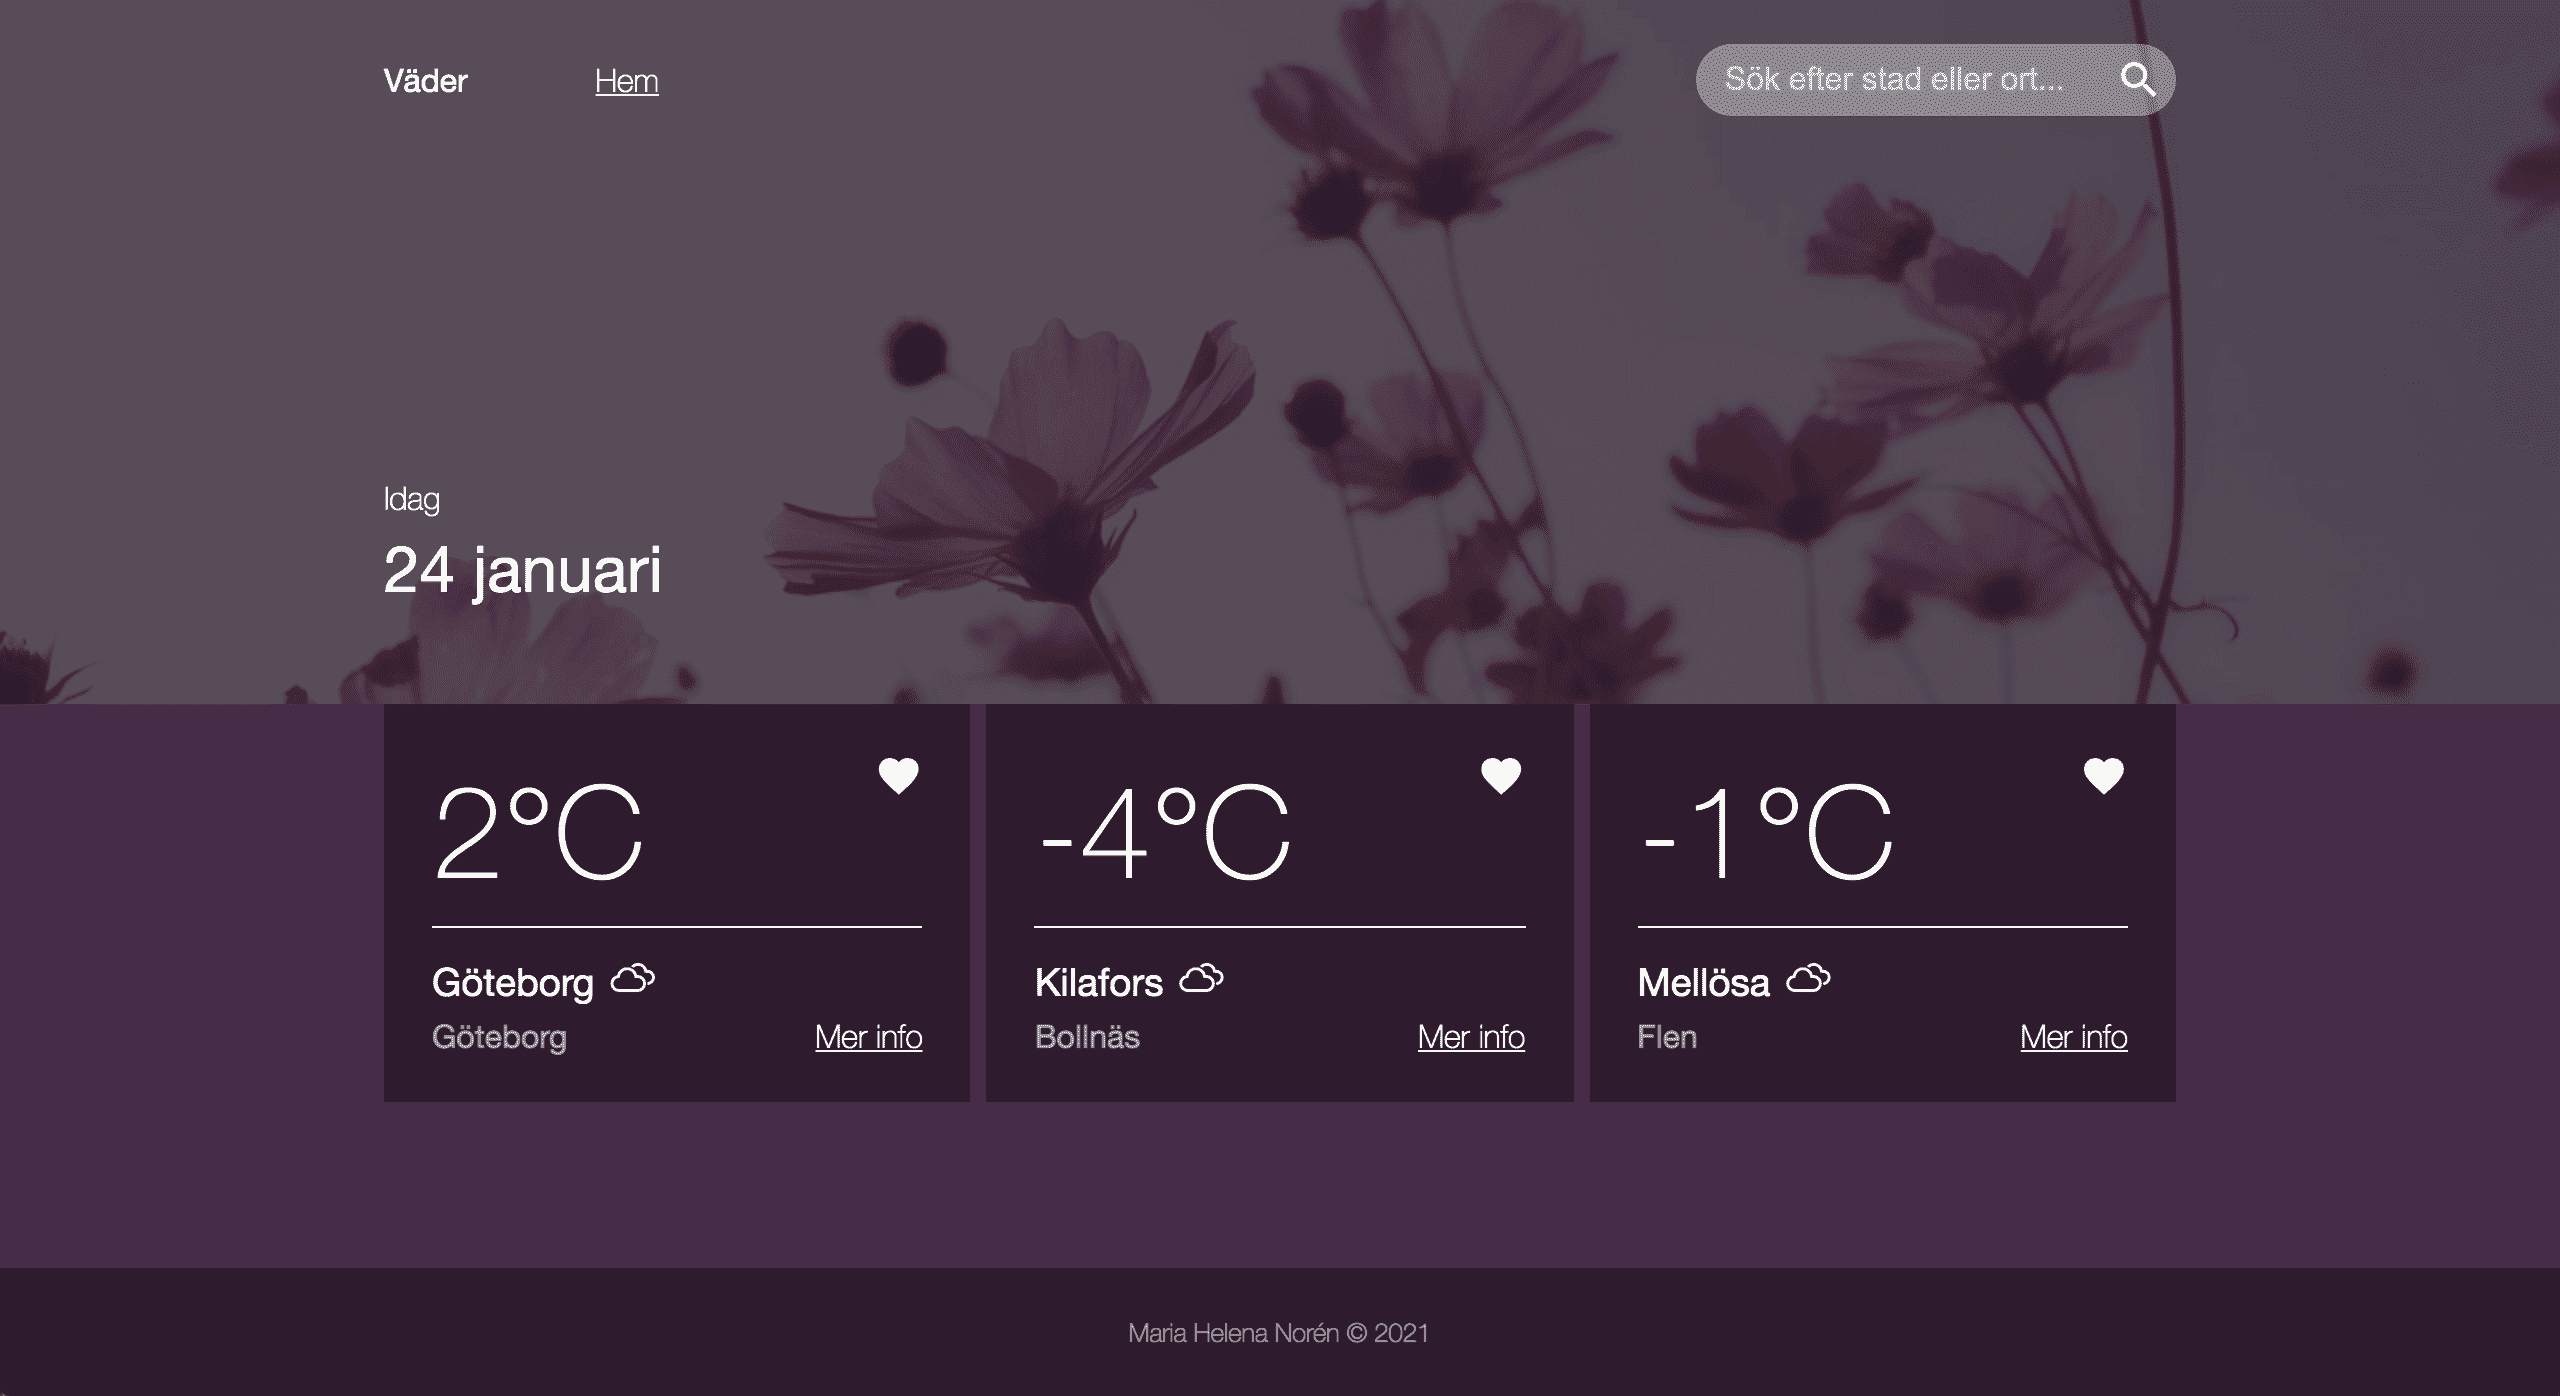 Väder
Hem
Sök efter stad eller ort...
Idag
24 januari
2°C
-4°C
-1°C
Göteborg
Göteborg
Mer info
Kilafors
Bollnäs
Mer info
Mellösa
Flen
Mer info
Maria Helena Norén © 2021